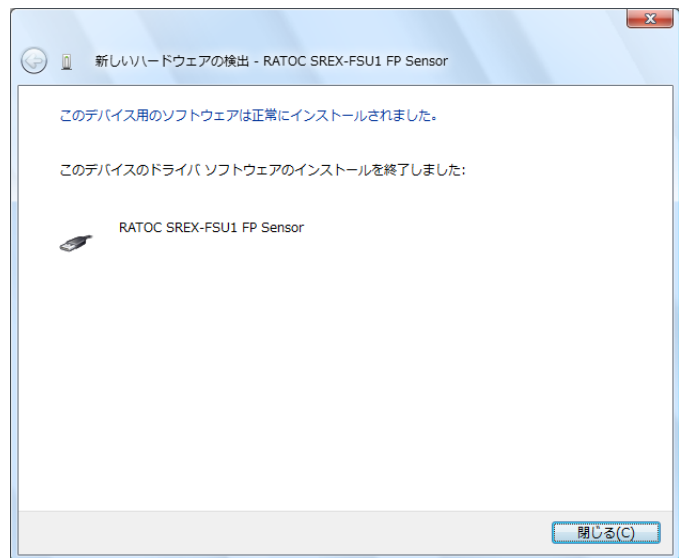 新しいハードウェアの検出 - RATOC SREX-FSU1 FP Sensor
このデバイス用のソフトウェアは正常にインストールされました。
このデバイスのドライバ ソフトウェアのインストールを終了しました:
RATOC SREX-FSU1 FP Sensor
閉じる(C)